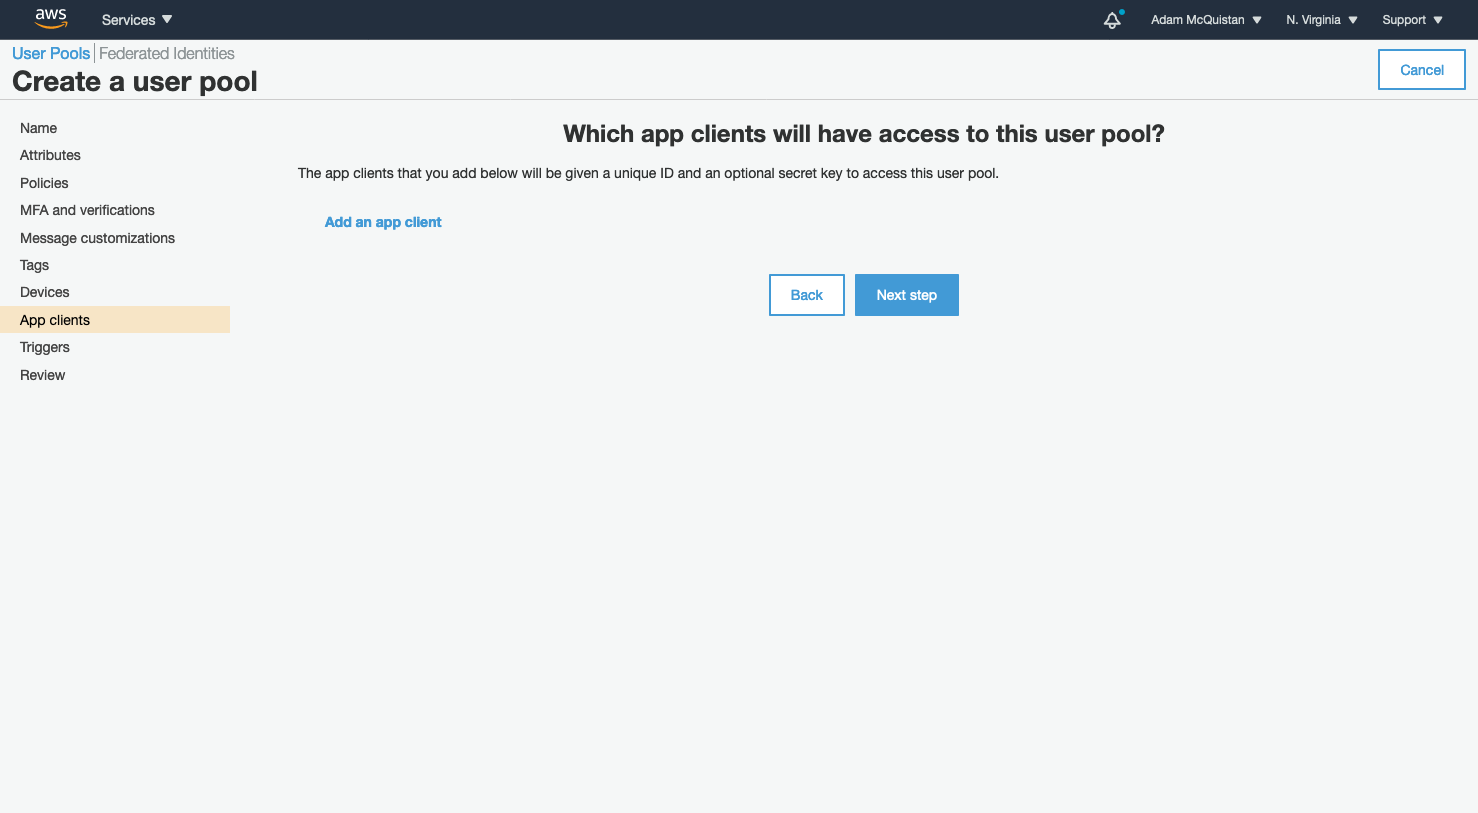 aws Services Adam McQuistan N. Virginia Support
User Pools Federated Identities
Create a user pool
Cancel
Name
Attributes
Policies
MFA and verifications
Message customizations
Tags
Devices
App clients
Triggers
Review
Which app clients will have access to this user pool?
The app clients that you add below will be given a unique ID and an optional secret key to access this user pool.
Add an app client
Back Next step